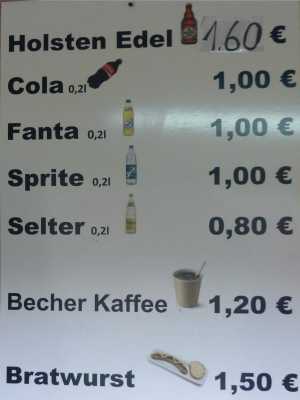 Holsten Edel 1.60 €
Cola 0,2l 1,00 €
Fanta 0,2l 1,00 €
Sprite 0,2l 1,00 €
Selter 0,2l 0,80 €
Becher Kaffee 1,20 €
Bratwurst 1,50 €